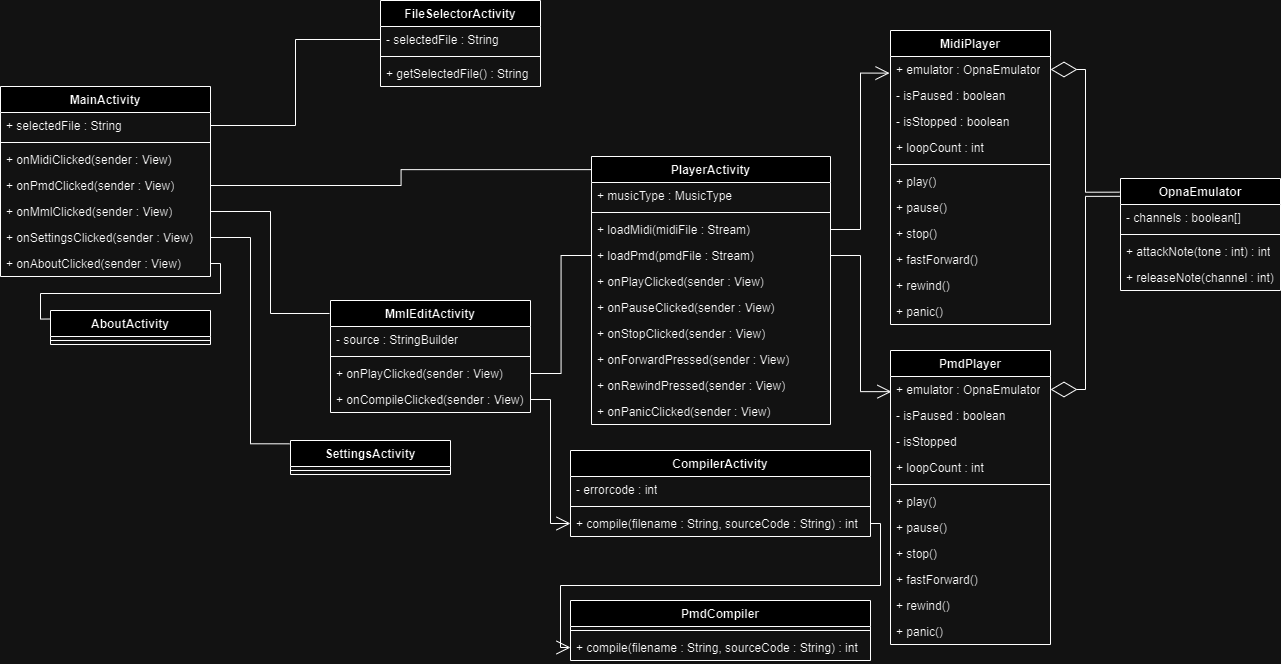 FileSelectorActivity
- selectedFile : String
+ getSelectedFile() : String
MainActivity
+ selectedFile : String
+ onMidiClicked(sender : View)
+ onPmdClicked(sender : View)
+ onMmlClicked(sender : View)
+ onSettingsClicked(sender : View)
+ onAboutClicked(sender : View)
AboutActivity
MmlEditActivity
- source : StringBuilder
+ onPlayClicked(sender : View)
+ onCompileClicked(sender : View)
SettingsActivity
PlayerActivity
+ musicType : MusicType
+ loadMidi(midiFile : Stream)
+ loadPmd(pmdFile : Stream)
+ onPlayClicked(sender : View)
+ onPauseClicked(sender : View)
+ onStopClicked(sender : View)
+ onForwardPressed(sender : View)
+ onRewindPressed(sender : View)
+ onPanicClicked(sender : View)
CompilerActivity
- errorcode : int
+ compile(filename : String, sourceCode : String) : int
PmdCompiler
+ compile(filename : String, sourceCode : String) : int
MidiPlayer
+ emulator : OpnaEmulator
- isPaused : boolean
- isStopped : boolean
+ loopCount : int
+ play()
+ pause()
+ stop()
+ fastForward()
+ rewind()
+ panic()
PmdPlayer
+ emulator : OpnaEmulator
- isPaused : boolean
- isStopped
+ loopCount : int
+ play()
+ pause()
+ stop()
+ fastForward()
+ rewind()
+ panic()
OpnaEmulator
- channels : boolean[]
+ attackNote(tone : int) : int
+ releaseNote(channel : int)